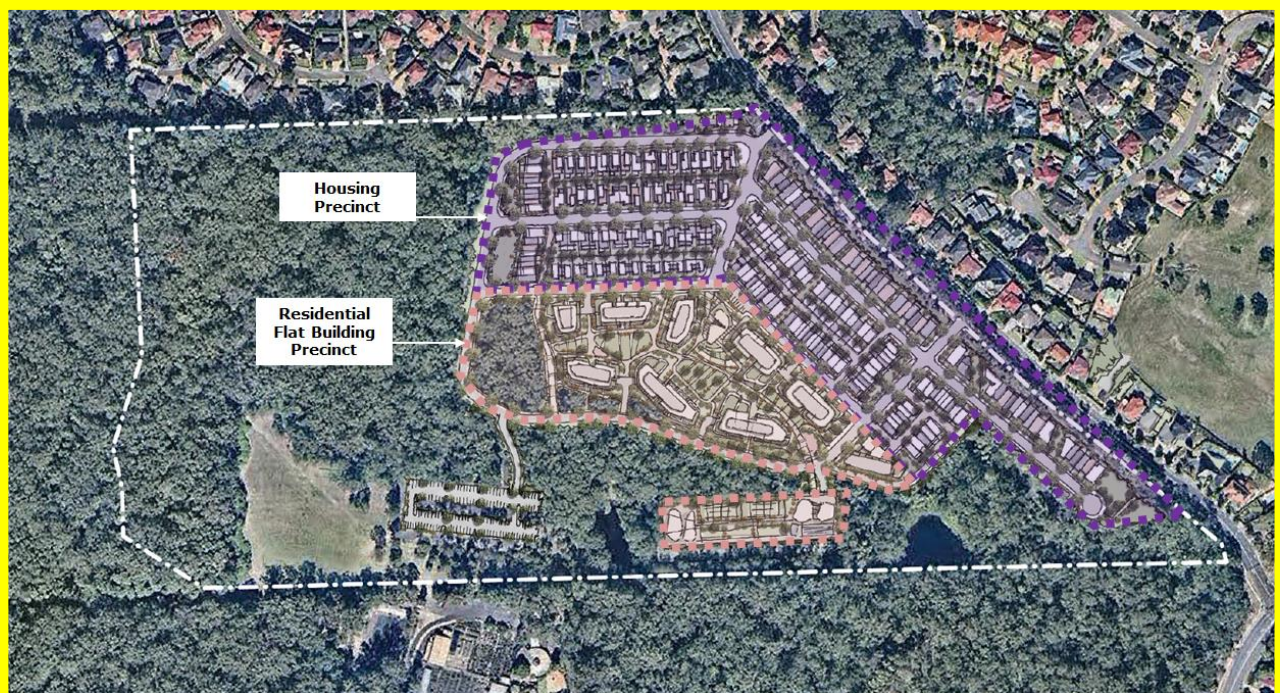 Housing
Precinct
Residential
Flat Building
Precinct